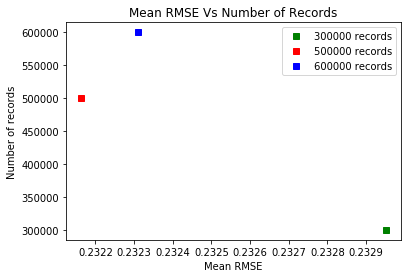 Mean RMSE Vs Number of Records
300000 records
500000 records
600000 records
Number of records
600000
550000
500000
450000
400000
350000
300000
0.2322 0.2323 0.2324 0.2325 0.2326 0.2327 0.2328 0.2329
Mean RMSE